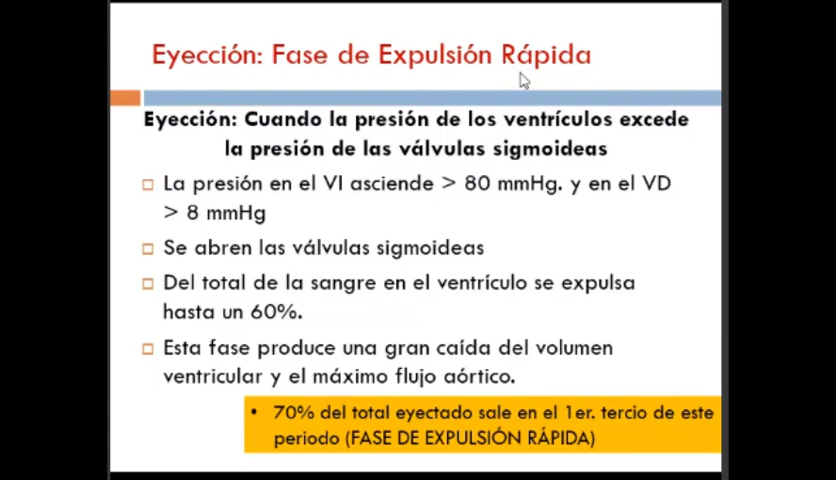 Eyección: Fase de Expulsión Rápida
Eyección: Cuando la presión de los ventrículos excede
la presión de las válvulas sigmoideas
La presión en el VI asciende > 80 mmHg. y en el VD
> 8 mmHg
Se abren las válvulas sigmoideas
Del total de la sangre en el ventrículo se expulsa
hasta un 60%.
Esta fase produce una gran caída del volumen
ventricular y el máximo flujo aórtico.
• 70% del total eyectado sale en el 1er. tercio de este
periodo (FASE DE EXPULSIÓN RÁPIDA)